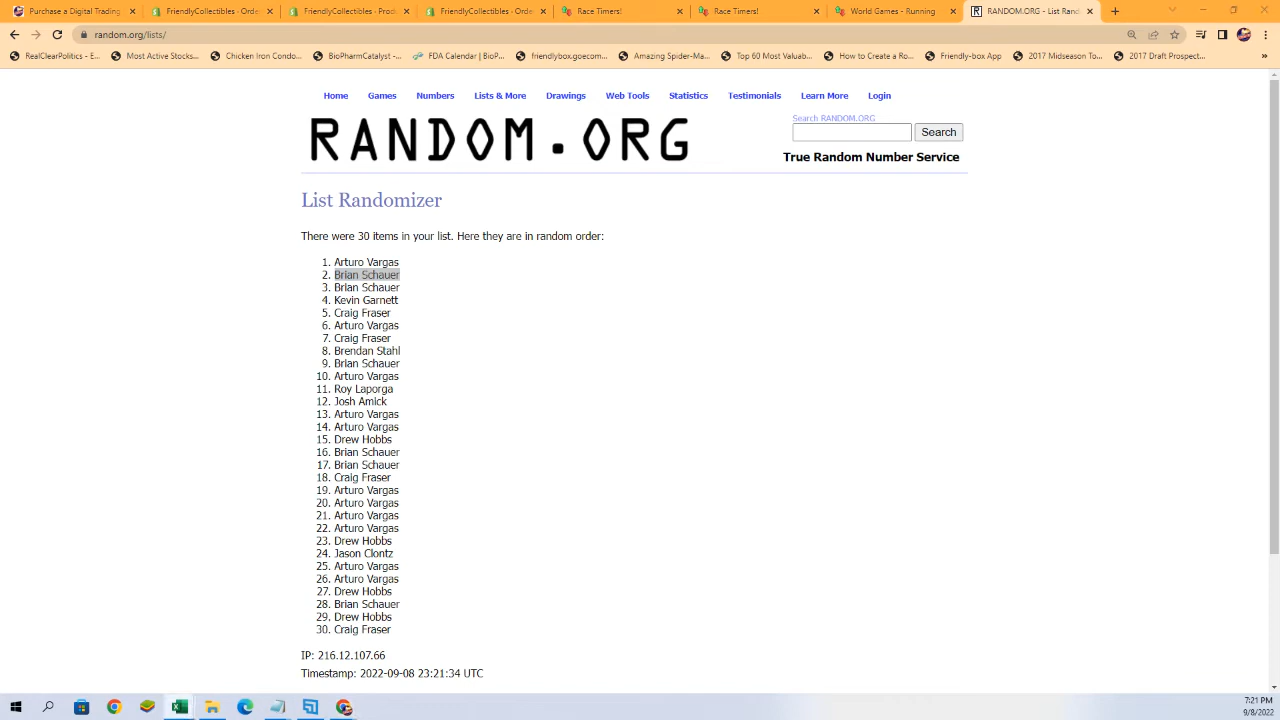 Purchase a Digital Trading
FriendlyCollectibles - Orde
FriendlyCollectibles - Prod
FriendlyCollectibles - Orde
Race Timers!
Race Timers!
World Games - Running
RANDOM.ORG - List Rand
random.org/lists/
RealClearPolitics - E...
Most Active Stocks...
Chicken Iron Condo...
BioPharmCatalyst -...
FDA Calendar | BioP...
friendlybox.goecom...
Amazing Spider-Ma...
Top 60 Most Valuab...
How to Create a Ro...
Friendly-box App
2017 Midseason To...
2017 Draft Prospect...
»
Home Games Numbers Lists & More Drawings Web Tools Statistics Testimonials Learn More Login
RANDOM.ORG
Search RANDOM.ORG
Search
True Random Number Service
List Randomizer
There were 30 items in your list. Here they are in random order:
1. Arturo Vargas
2. Brian Schauer
3. Brian Schauer
4. Kevin Garnett
5. Craig Fraser
6. Arturo Vargas
7. Craig Fraser
8. Brendan Stahl
9. Brian Schauer
10. Arturo Vargas
11. Roy Laporga
12. Josh Amick
13. Arturo Vargas
14. Arturo Vargas
15. Drew Hobbs
16. Brian Schauer
17. Brian Schauer
18. Craig Fraser
19. Arturo Vargas
20. Arturo Vargas
21. Arturo Vargas
22. Arturo Vargas
23. Drew Hobbs
24. Jason Clontz
25. Arturo Vargas
26. Arturo Vargas
27. Drew Hobbs
28. Brian Schauer
29. Drew Hobbs
30. Craig Fraser
IP: 216.12.107.66
Timestamp: 2022-09-08 23:21:34 UTC
7:21 PM
9/8/2022